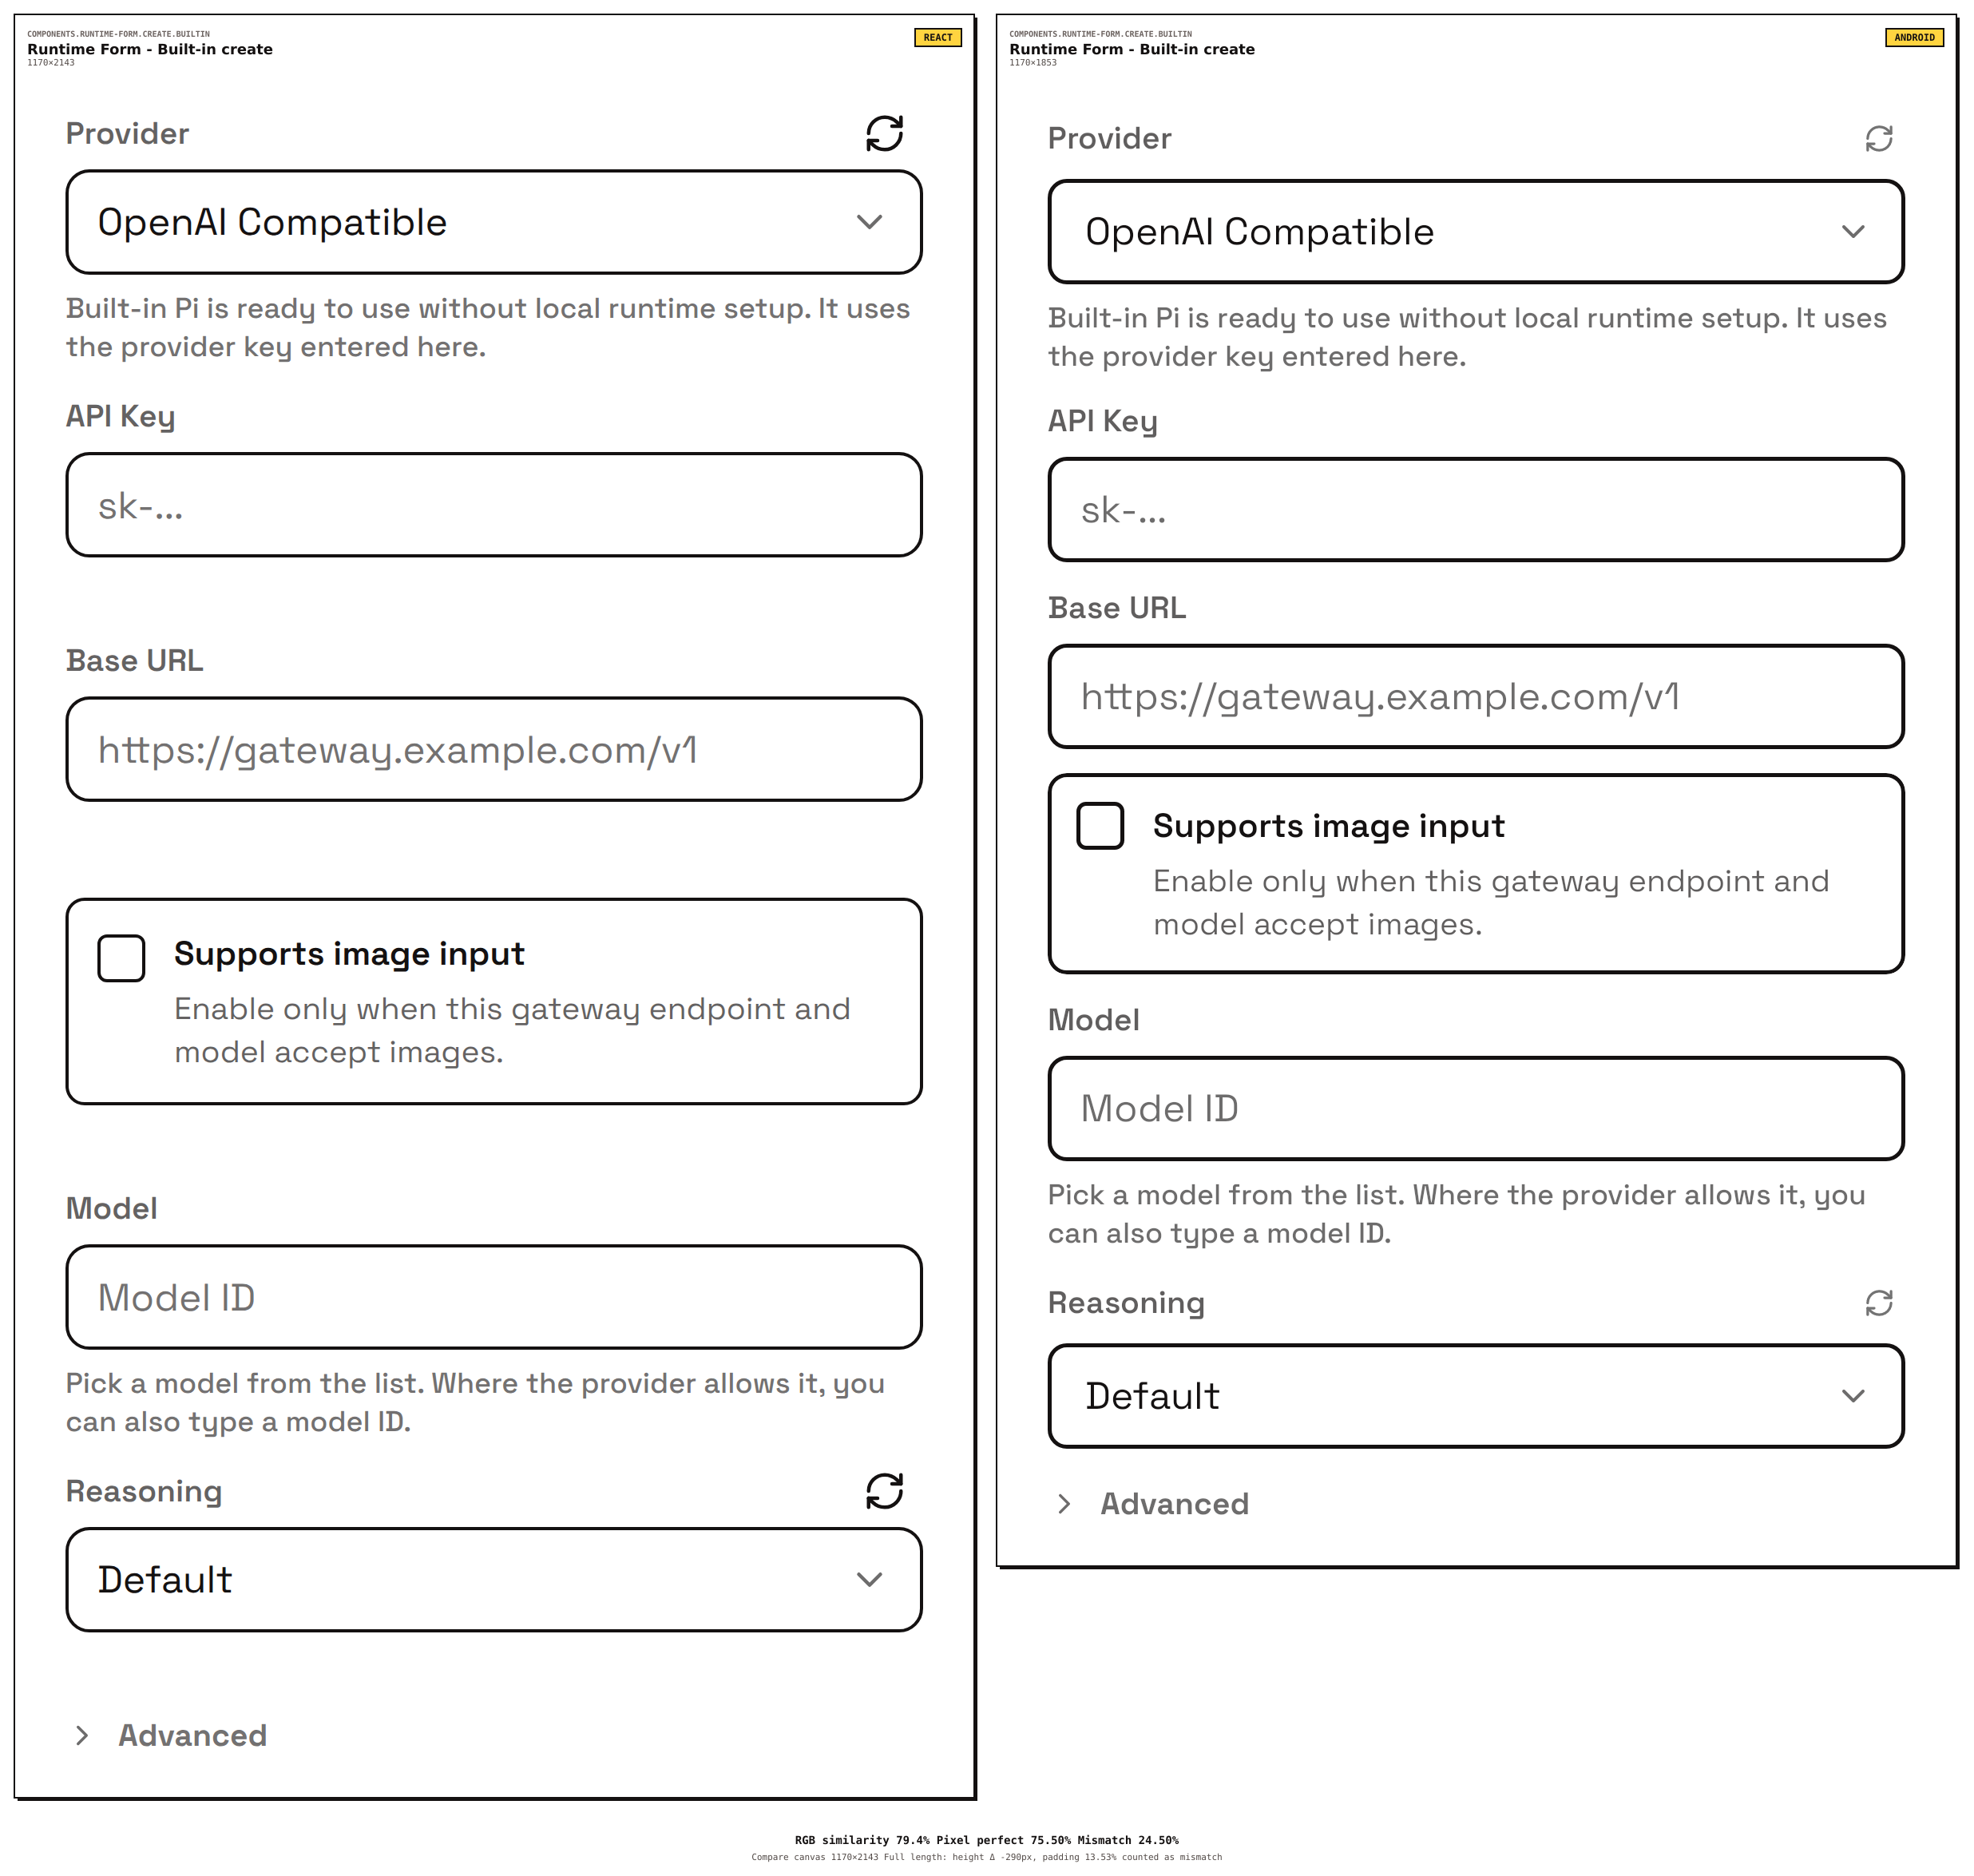 COMPONENTS.RUNTIME-FORM.CREATE.BUILTIN
Runtime Form - Built-in create
1170×2143
REACT
Provider
OpenAI Compatible
Built-in Pi is ready to use without local runtime setup. It uses
the provider key entered here.
API Key
sk-...
Base URL
https://gateway.example.com/v1
Supports image input
Enable only when this gateway endpoint and
model accept images.
Model
Model ID
Pick a model from the list. Where the provider allows it, you
can also type a model ID.
Reasoning
Default
Advanced
COMPONENTS.RUNTIME-FORM.CREATE.BUILTIN
Runtime Form - Built-in create
1170×1853
ANDROID
Provider
OpenAI Compatible
Built-in Pi is ready to use without local runtime setup. It uses
the provider key entered here.
API Key
sk-...
Base URL
https://gateway.example.com/v1
Supports image input
Enable only when this gateway endpoint and
model accept images.
Model
Model ID
Pick a model from the list. Where the provider allows it, you
can also type a model ID.
Reasoning
Default
Advanced
RGB similarity 79.4% Pixel perfect 75.50% Mismatch 24.50%
Compare canvas 1170×2143 Full length: height Δ -290px, padding 13.53% counted as mismatch